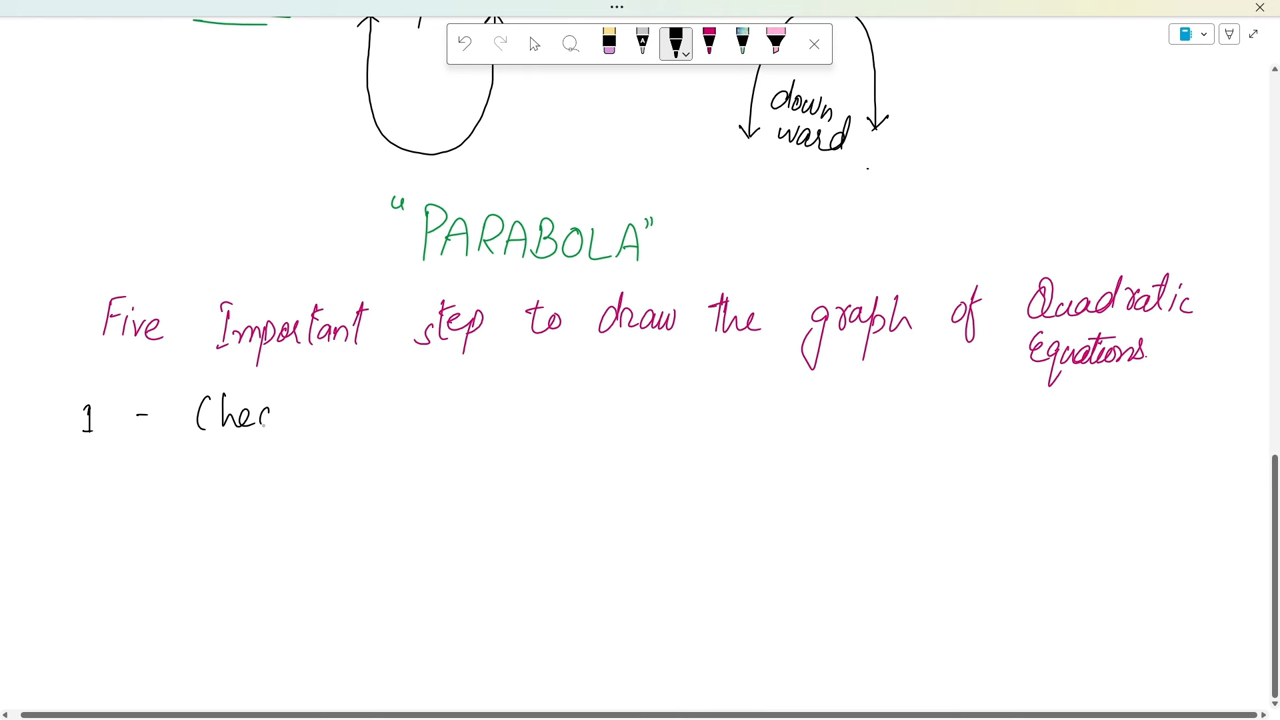 down
ward
"PARABOLA"
Five Important step to draw the graph of Quadratic
Equations.
1 - Chec